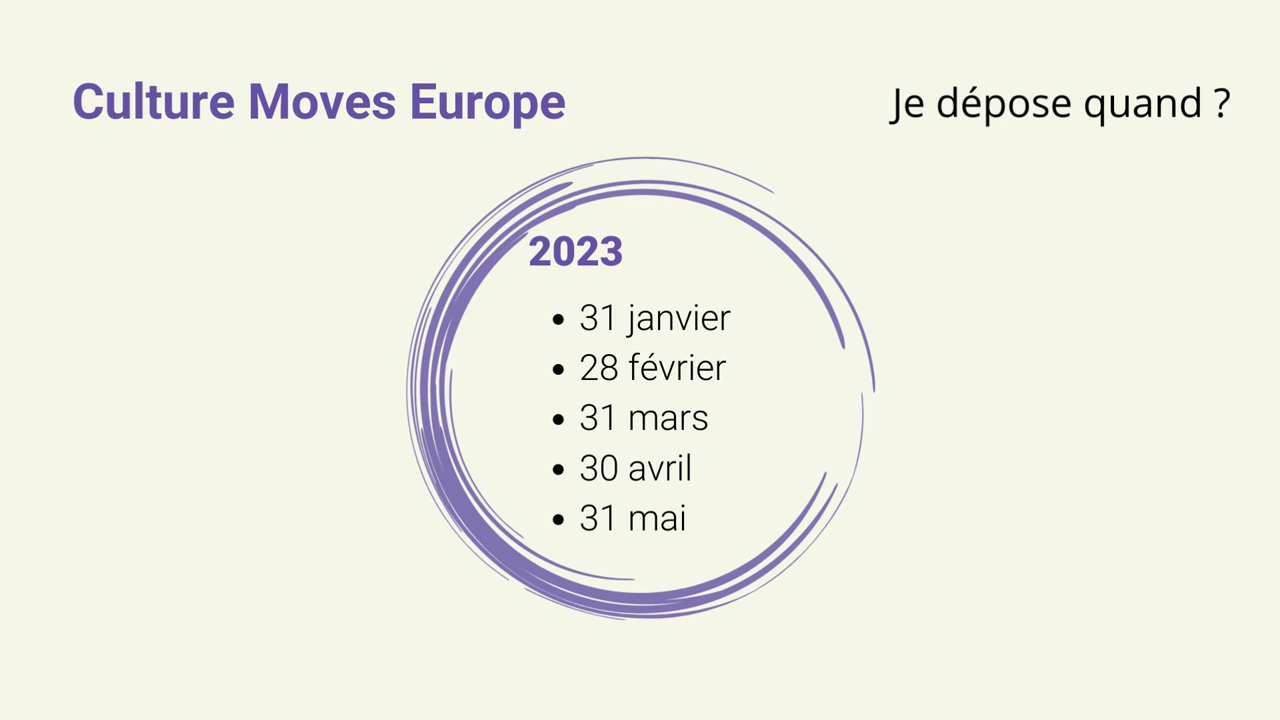 Culture Moves Europe
Je dépose quand ?
2023
• 31 janvier
• 28 février
• 31 mars
• 30 avril
• 31 mai